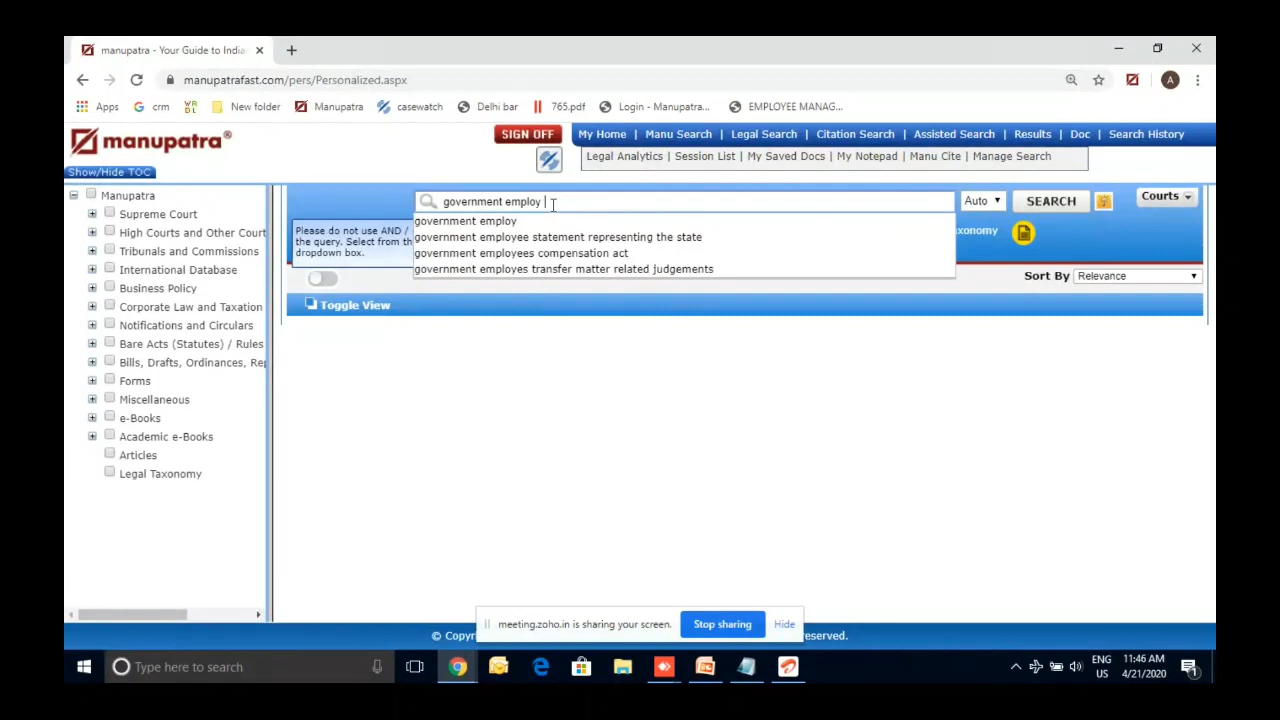 manupatra - Your Guide to India
manupatrafast.com/pers/Personalized.aspx
A
Apps
crm
New folder
Manupatra
casewatch
Delhi bar
765.pdf
Login - Manupatra...
EMPLOYEE MANAG...
manupatra®
SIGN OFF
My Home | Manu Search | Legal Search | Citation Search | Assisted Search | Results | Doc | Search History
Legal Analytics | Session List | My Saved Docs | My Notepad | Manu Cite | Manage Search
Show/Hide TOC
Manupatra
Supreme Court
High Courts and Other Court
Tribunals and Commissions
International Database
Business Policy
Corporate Law and Taxation
Notifications and Circulars
Bare Acts (Statutes) / Rules
Bills, Drafts, Ordinances, Rep
Forms
Miscellaneous
e-Books
Academic e-Books
Articles
Legal Taxonomy
government employ
Auto
SEARCH
Courts
Please do not use AND /
the query. Select from the
dropdown box.
government employ
government employee statement representing the state
government employees compensation act
government employes transfer matter related judgements
xonomy
Sort By Relevance
Toggle View
meeting.zoho.in is sharing your screen.
Stop sharing
Hide
© Copyr
reserved.
Type here to search
ENG
US
11:46 AM
4/21/2020
1